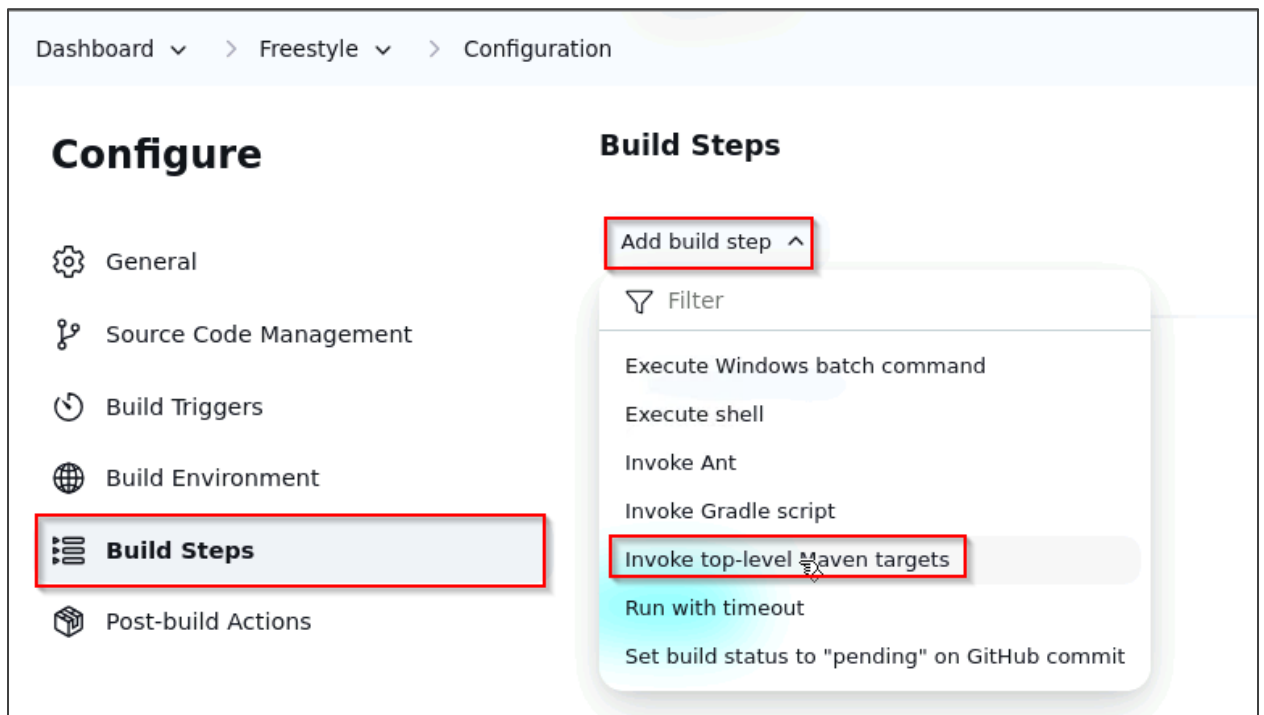 Dashboard Freestyle Configuration
Configure
General
Source Code Management
Build Triggers
Build Environment
Build Steps
Post-build Actions
Build Steps
Add build step
Filter
Execute Windows batch command
Execute shell
Invoke Ant
Invoke Gradle script
Invoke top-level Maven targets
Run with timeout
Set build status to "pending" on GitHub commit